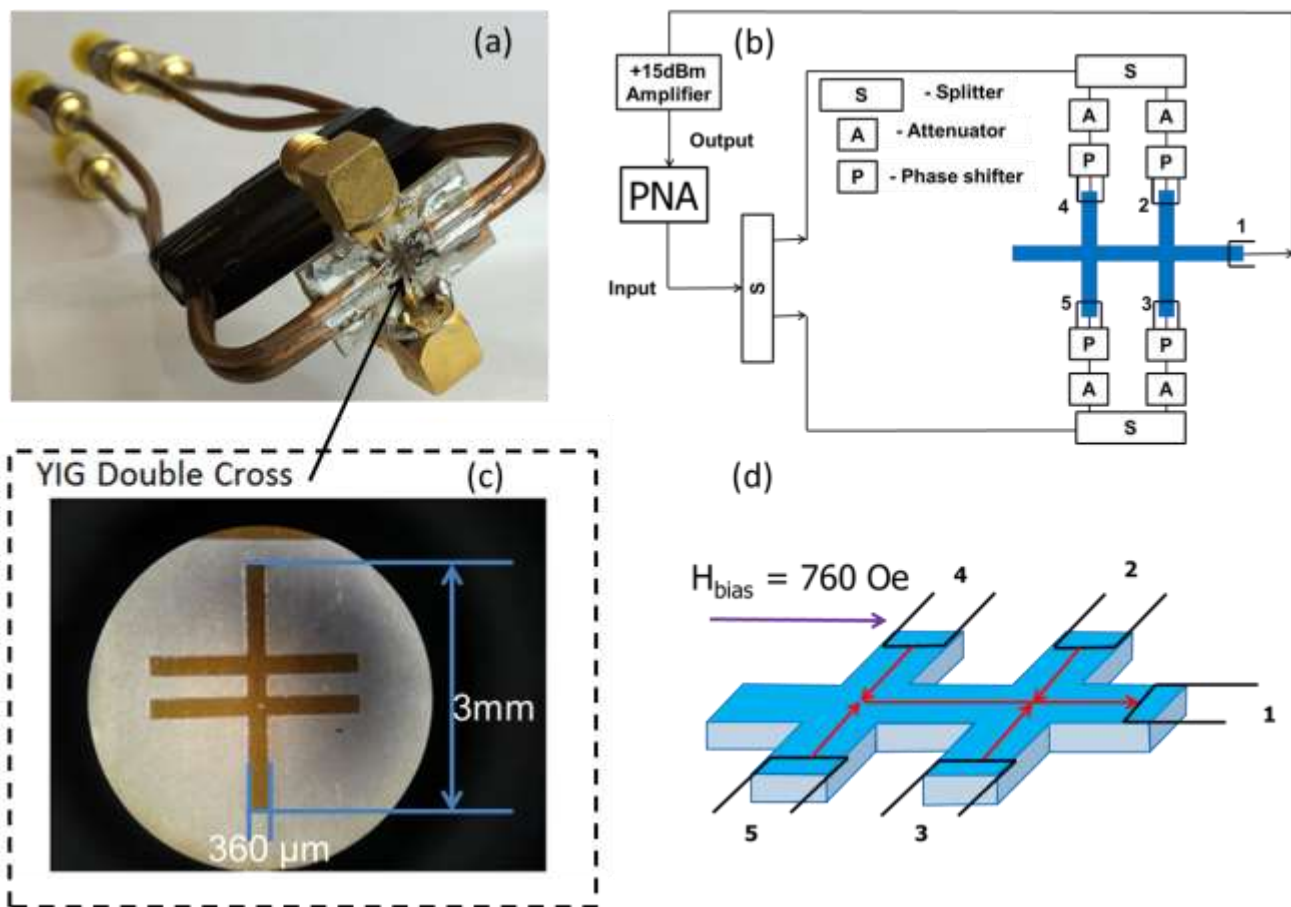 (a)
(b)
+15dBm
Amplifier
Output
PNA
Input
S
S - Splitter
A - Attenuator
P - Phase shifter
S
A A
P P
4 2 1
5 3
P P
A A
S
YIG Double Cross (c)
3mm
360 µm
(d)
H_bias = 760 Oe
4
2
1
5
3